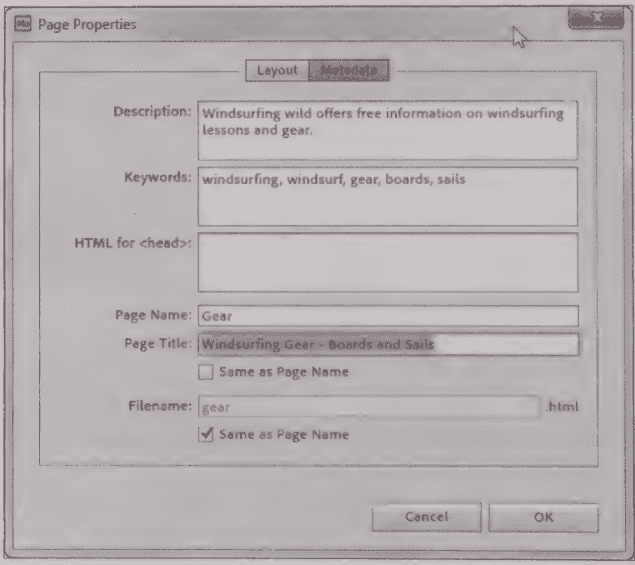 Mu Page Properties
Layout Metadata
Description: Windsurfing wild offers free information on windsurfing
lessons and gear.
Keywords: windsurfing, windsurf, gear, boards, sails
HTML for <head>:
Page Name: Gear
Page Title: Windsurfing Gear - Boards and Sails
Same as Page Name
Filename: gear .html
Same as Page Name
Cancel OK